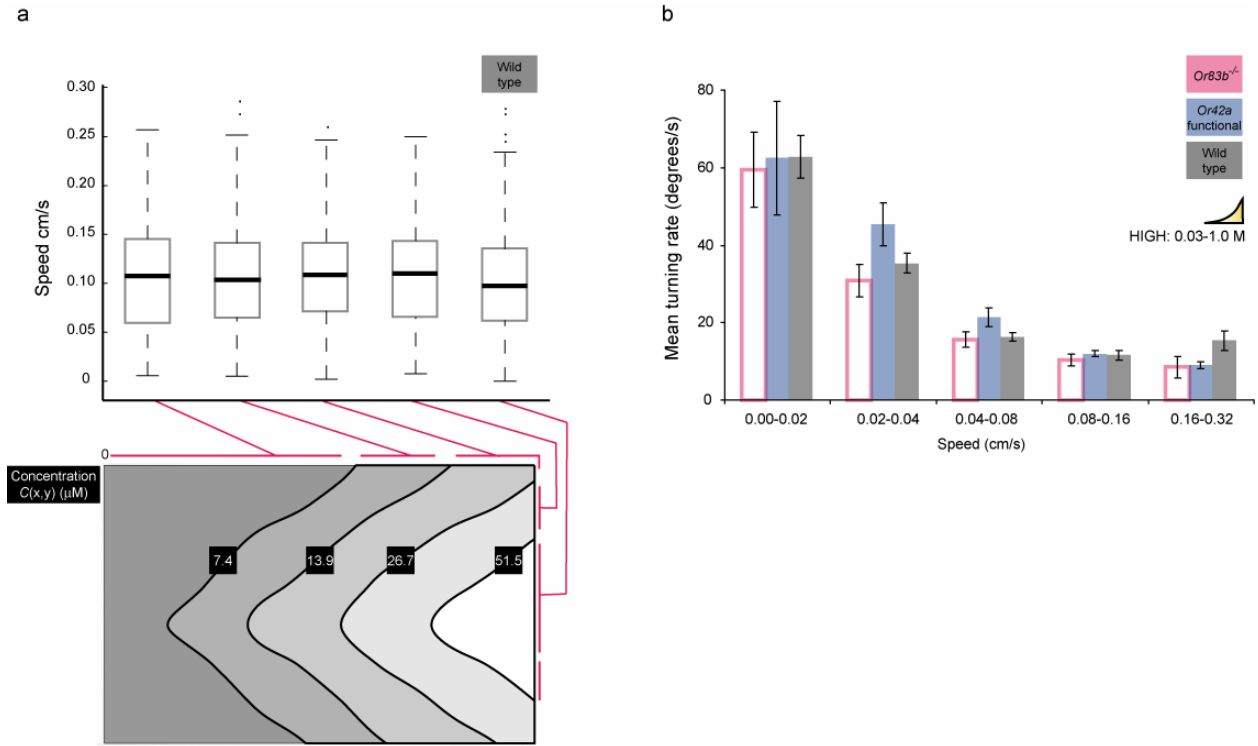 a
Wild
type
0.30
0.25
0.20
0.15
0.10
0.05
0
Speed cm/s
0
Concentration
C(x,y) (µM)
7.4
13.9
26.7
51.5
b
Or83b-/-
Or42a
functional
Wild
type
HIGH: 0.03-1.0 M
80
60
40
20
0
Mean turning rate (degrees/s)
0.00-0.02
0.02-0.04
0.04-0.08
0.08-0.16
0.16-0.32
Speed (cm/s)